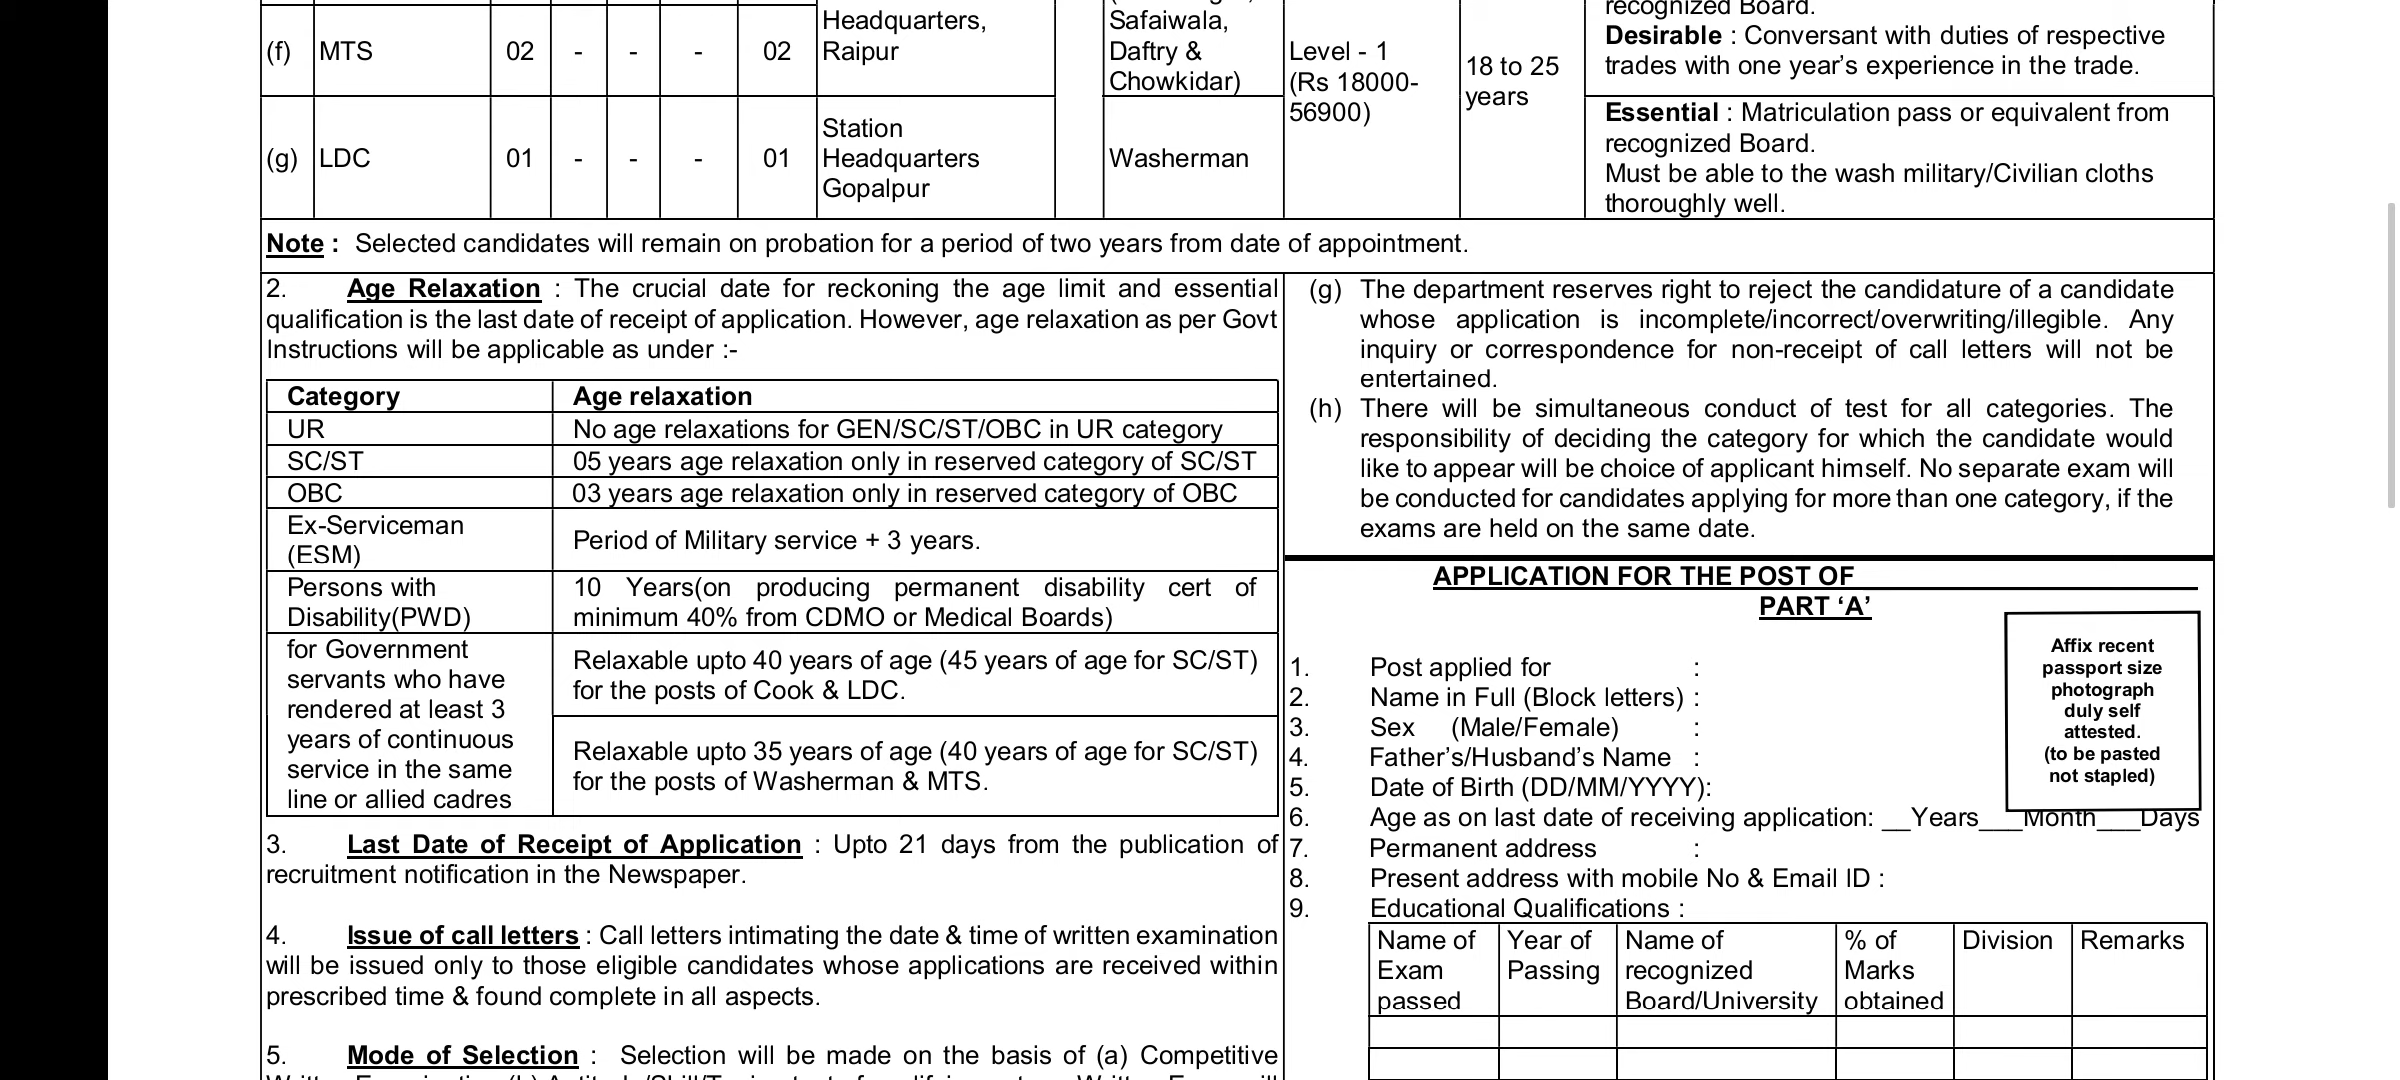 recognized Board.
Headquarters,
Raipur
Safaiwala,
Daftry &
Chowkidar)
(f) MTS 02 - - - 02
Level - 1
(Rs 18000-
56900)
18 to 25
years
Desirable : Conversant with duties of respective
trades with one year’s experience in the trade.
(g) LDC 01 - - - 01
Station
Headquarters
Gopalpur
Washerman
Essential : Matriculation pass or equivalent from
recognized Board.
Must be able to the wash military/Civilian cloths
thoroughly well.
Note : Selected candidates will remain on probation for a period of two years from date of appointment.
2. Age Relaxation : The crucial date for reckoning the age limit and essential
qualification is the last date of receipt of application. However, age relaxation as per Govt
Instructions will be applicable as under :-
Category Age relaxation
UR No age relaxations for GEN/SC/ST/OBC in UR category
SC/ST 05 years age relaxation only in reserved category of SC/ST
OBC 03 years age relaxation only in reserved category of OBC
Ex-Serviceman
(ESM)
Period of Military service + 3 years.
Persons with
Disability(PWD)
10 Years(on producing permanent disability cert of
minimum 40% from CDMO or Medical Boards)
for Government
servants who have
rendered at least 3
years of continuous
service in the same
line or allied cadres
Relaxable upto 40 years of age (45 years of age for SC/ST)
for the posts of Cook & LDC.
Relaxable upto 35 years of age (40 years of age for SC/ST)
for the posts of Washerman & MTS.
3. Last Date of Receipt of Application : Upto 21 days from the publication of
recruitment notification in the Newspaper.
4. Issue of call letters : Call letters intimating the date & time of written examination
will be issued only to those eligible candidates whose applications are received within
prescribed time & found complete in all aspects.
5. Mode of Selection : Selection will be made on the basis of (a) Competitive
(g) The department reserves right to reject the candidature of a candidate
whose application is incomplete/incorrect/overwriting/illegible. Any
inquiry or correspondence for non-receipt of call letters will not be
entertained.
(h) There will be simultaneous conduct of test for all categories. The
responsibility of deciding the category for which the candidate would
like to appear will be choice of applicant himself. No separate exam will
be conducted for candidates applying for more than one category, if the
exams are held on the same date.
APPLICATION FOR THE POST OF
PART ‘A’
Affix recent
passport size
photograph
duly self
attested.
(to be pasted
not stapled)
1. Post applied for :
2. Name in Full (Block letters) :
3. Sex (Male/Female) :
4. Father’s/Husband’s Name :
5. Date of Birth (DD/MM/YYYY):
6. Age as on last date of receiving application: __Years___Month___Days
7. Permanent address :
8. Present address with mobile No & Email ID :
9. Educational Qualifications :
Name of
Exam
passed
Year of
Passing
Name of
recognized
Board/University
% of
Marks
obtained
Division
Remarks